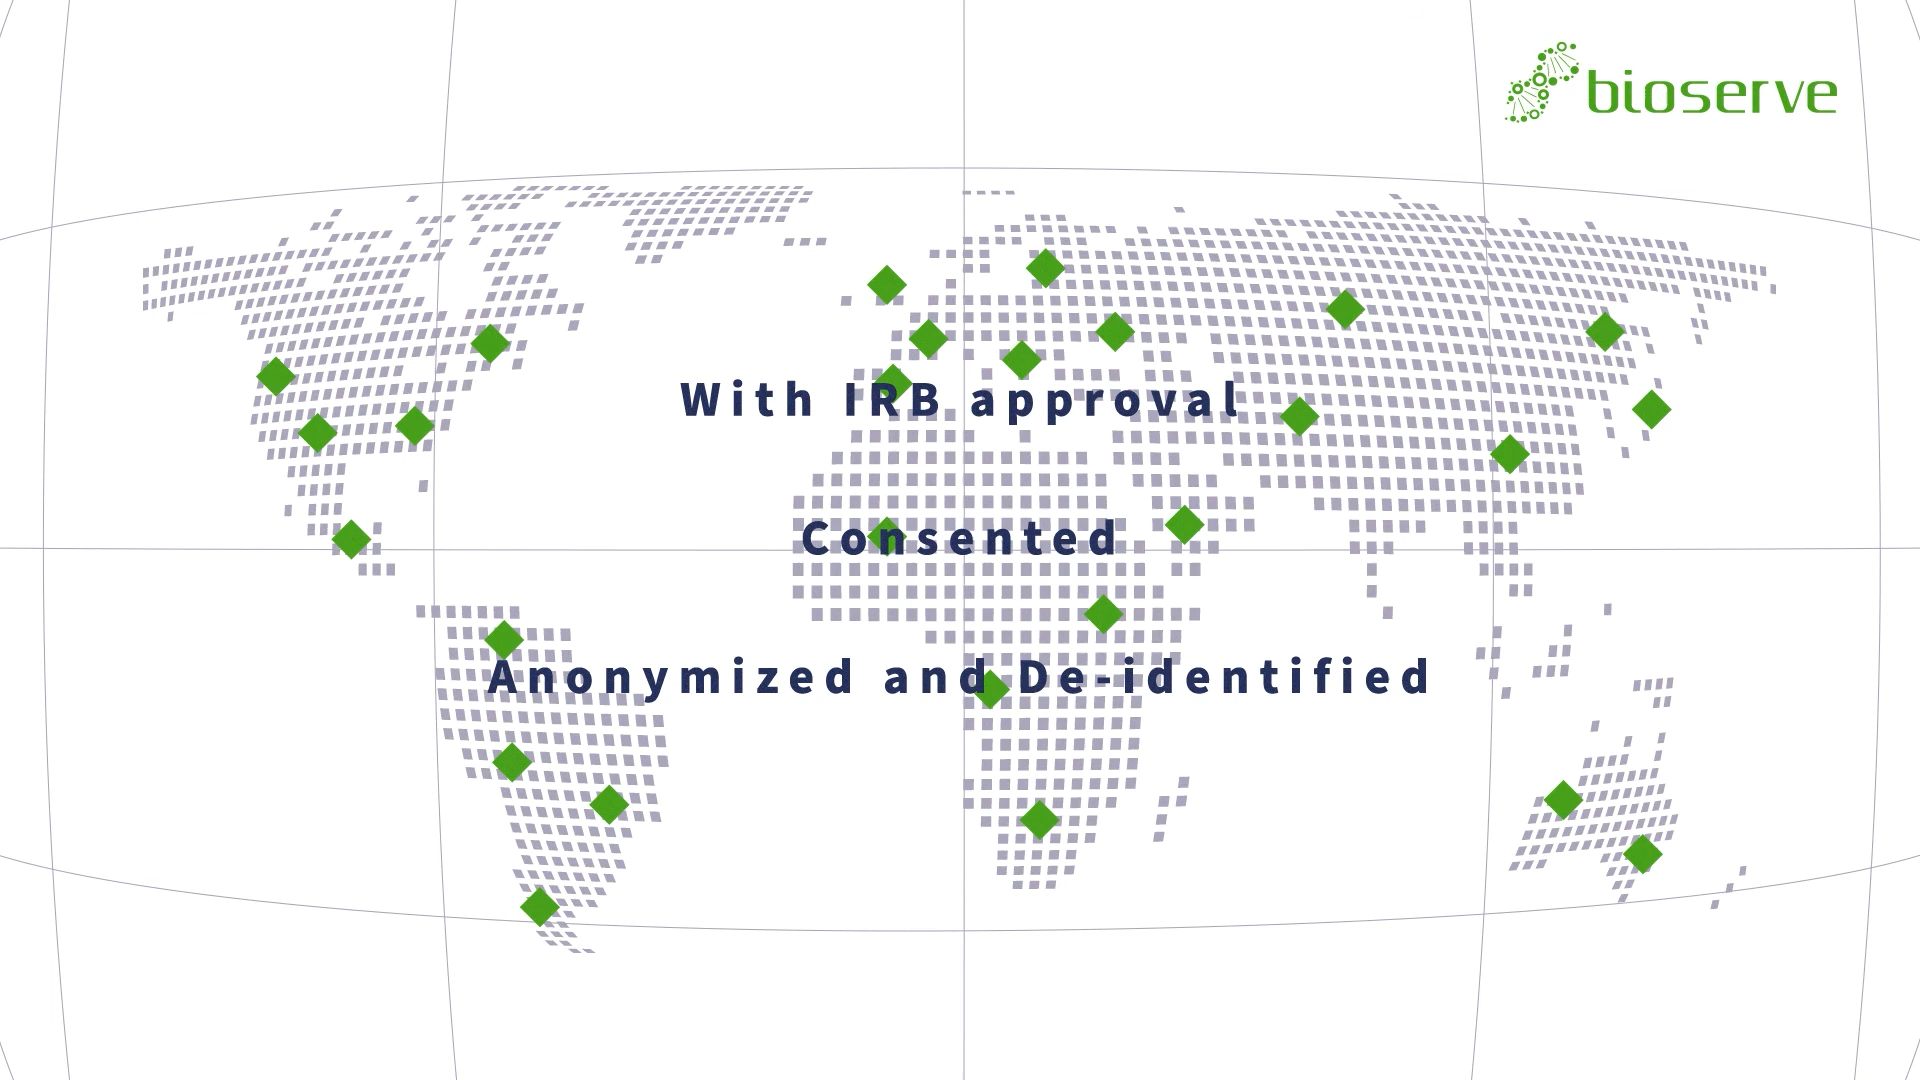 bioserve
With IRB approval
Consented
Anonymized and De-identified